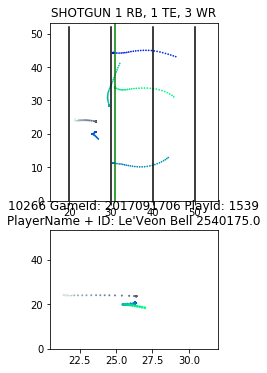 SHOTGUN 1 RB, 1 TE, 3 WR
50
40
30
20
10
0
20 30 40 50
10266 GameId: 2017091706 PlayId: 1539
PlayerName + ID: Le'Veon Bell 2540175.0
40
20
0
22.5 25.0 27.5 30.0